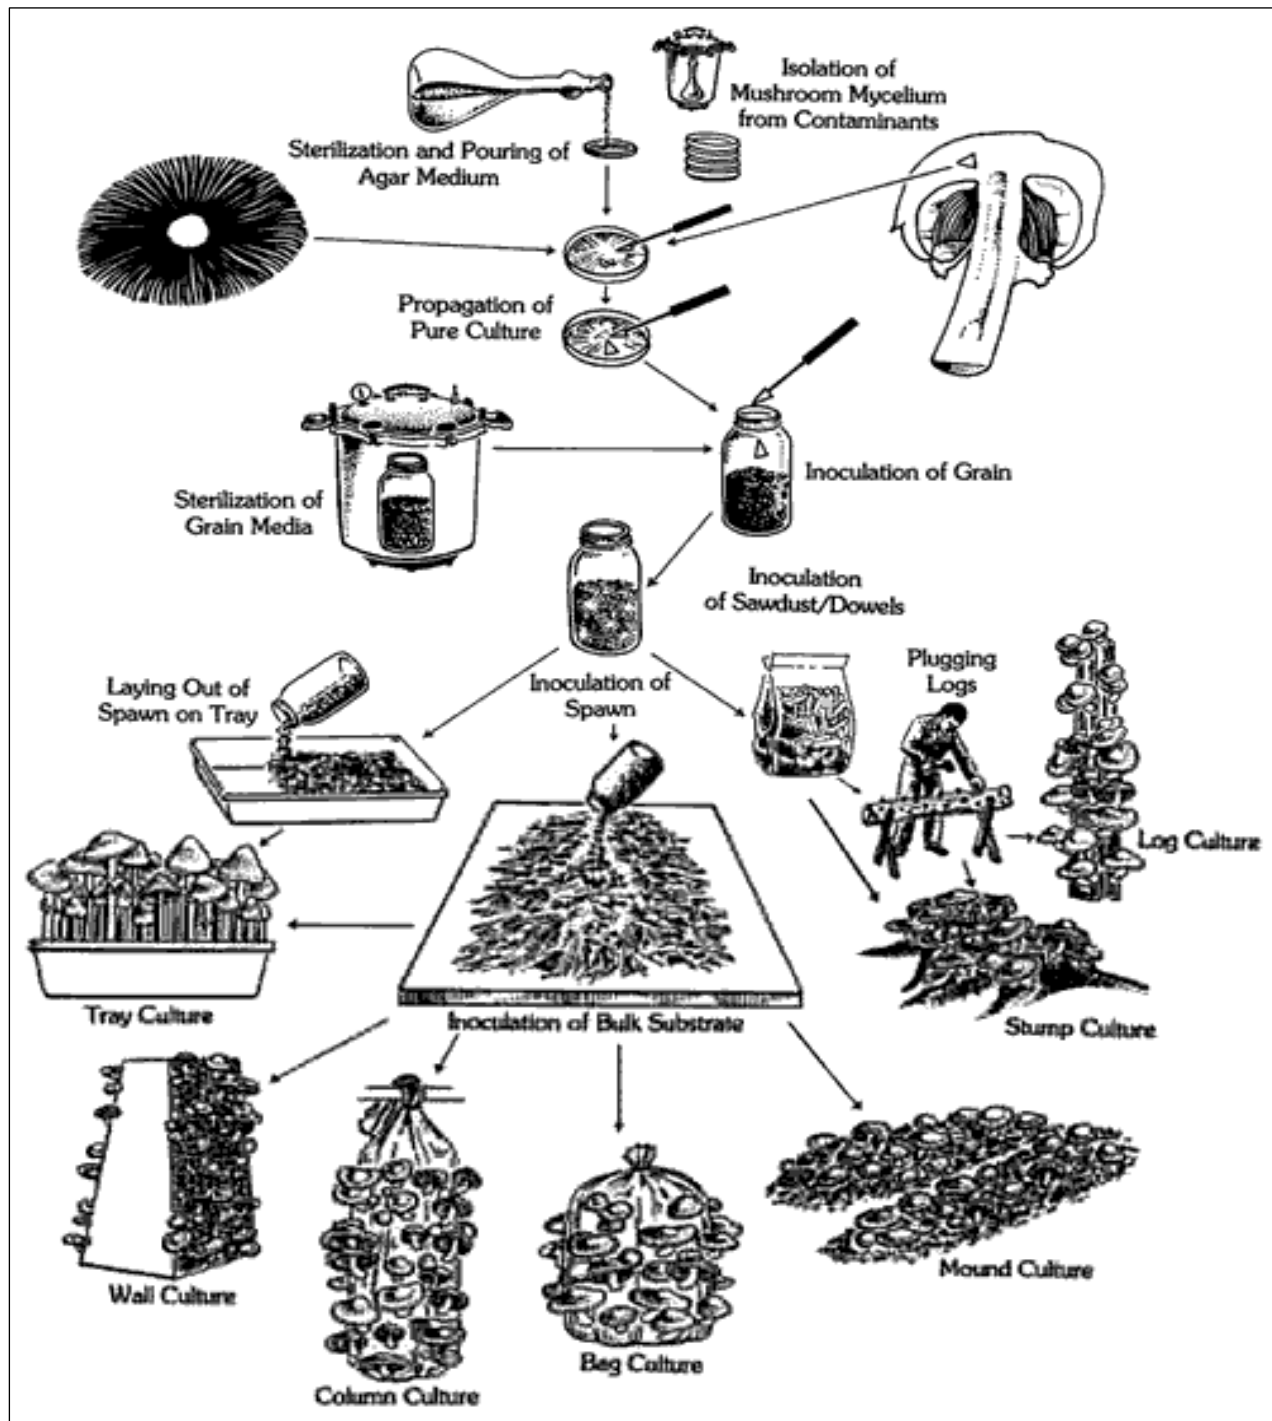 Isolation of
Mushroom Mycelium
from Contaminants
Sterilization and Pouring of
Agar Medium
Propagation of
Pure Culture
Sterilization of
Grain Media
Inoculation of Grain
Inoculation
of Sawdust/Dowels
Plugging
Logs
Laying Out of
Spawn on Tray
Inoculation of
Spawn
Log Culture
Tray Culture
Inoculation of Bulk Substrate
Stump Culture
Wall Culture
Mound Culture
Bag Culture
Column Culture